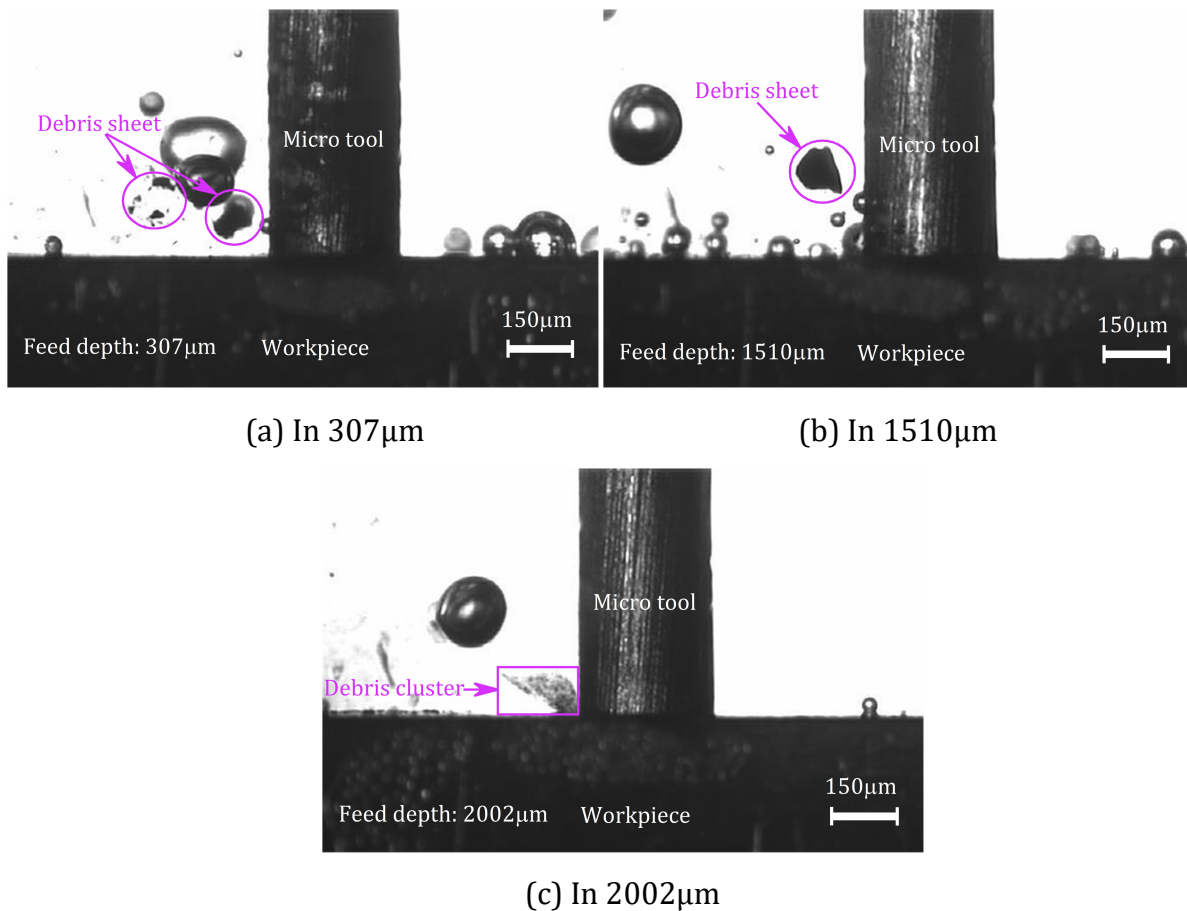 Debris sheet
Micro tool
150μm
Feed depth: 307μm
Workpiece
(a) In 307μm
Debris sheet
Micro tool
150μm
Feed depth: 1510μm
Workpiece
(b) In 1510μm
Micro tool
Debris cluster
150μm
Feed depth: 2002μm
Workpiece
(c) In 2002μm